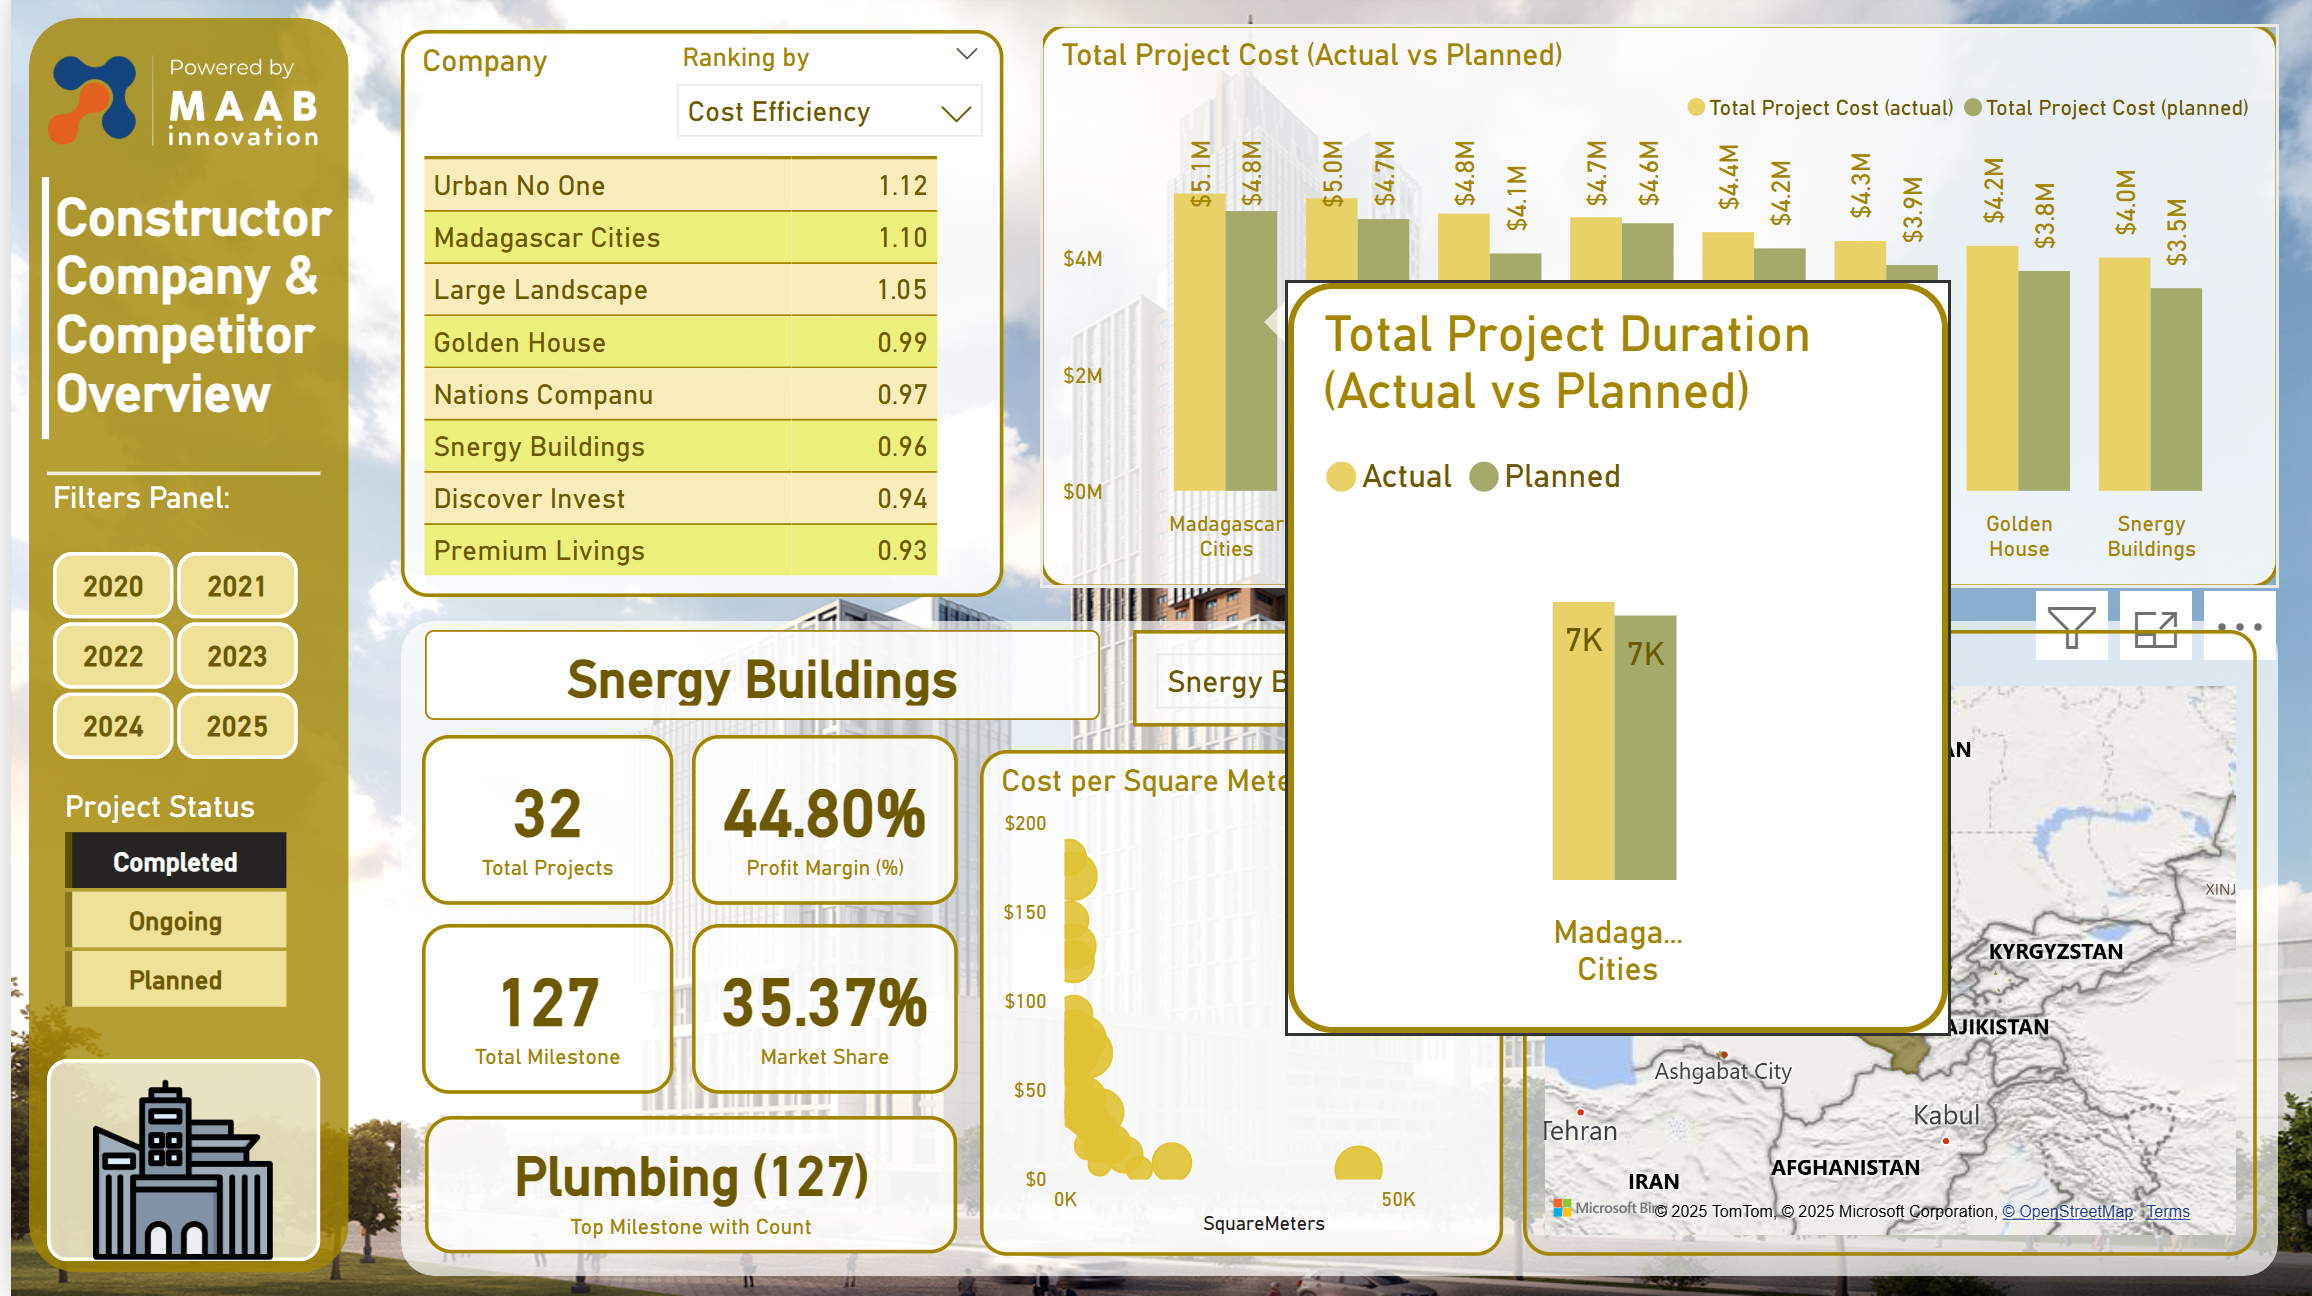 Powered by
MAAB
innovation
Constructor
Company &
Competitor
Overview
Filters Panel:
2020
2021
2022
2023
2024
2025
Project Status
Completed
Ongoing
Planned
Company
Ranking by
Cost Efficiency
Urban No One 1.12
Madagascar Cities 1.10
Large Landscape 1.05
Golden House 0.99
Nations Companu 0.97
Snergy Buildings 0.96
Discover Invest 0.94
Premium Livings 0.93
Total Project Cost (Actual vs Planned)
Total Project Cost (actual) Total Project Cost (planned)
$5.1M
$4.8M
$5.0M
$4.7M
$4.8M
$4.1M
$4.7M
$4.6M
$4.4M
$4.2M
$4.3M
$3.9M
$4.2M
$3.8M
$4.0M
$3.5M
$4M
$2M
$0M
Madagascar
Cities
Golden
House
Snergy
Buildings
Total Project Duration
(Actual vs Planned)
Actual Planned
7K
7K
Madaga...
Cities
Snergy Buildings
Snergy B
32
Total Projects
44.80%
Profit Margin (%)
127
Total Milestone
35.37%
Market Share
Plumbing (127)
Top Milestone with Count
Cost per Square Mete
$200
$150
$100
$50
$0
0K
50K
SquareMeters
AN
XINJ
KYRGYZSTAN
AJIKISTAN
Ashgabat City
Kabul
Tehran
AFGHANISTAN
IRAN
Microsoft Bi
© 2025 TomTom, © 2025 Microsoft Corporation, © OpenStreetMap Terms